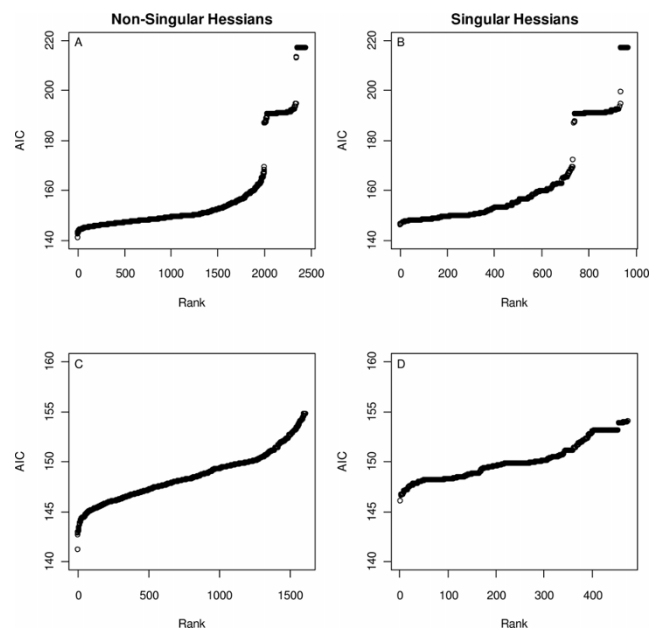 Non-Singular Hessians
Singular Hessians
A
AIC
140 160 180 200 220
0 500 1000 1500 2000 2500
Rank
B
AIC
140 160 180 200 220
0 200 400 600 800 1000
Rank
C
AIC
140 145 150 155 160
0 500 1000 1500
Rank
D
AIC
140 145 150 155 160
0 100 200 300 400
Rank